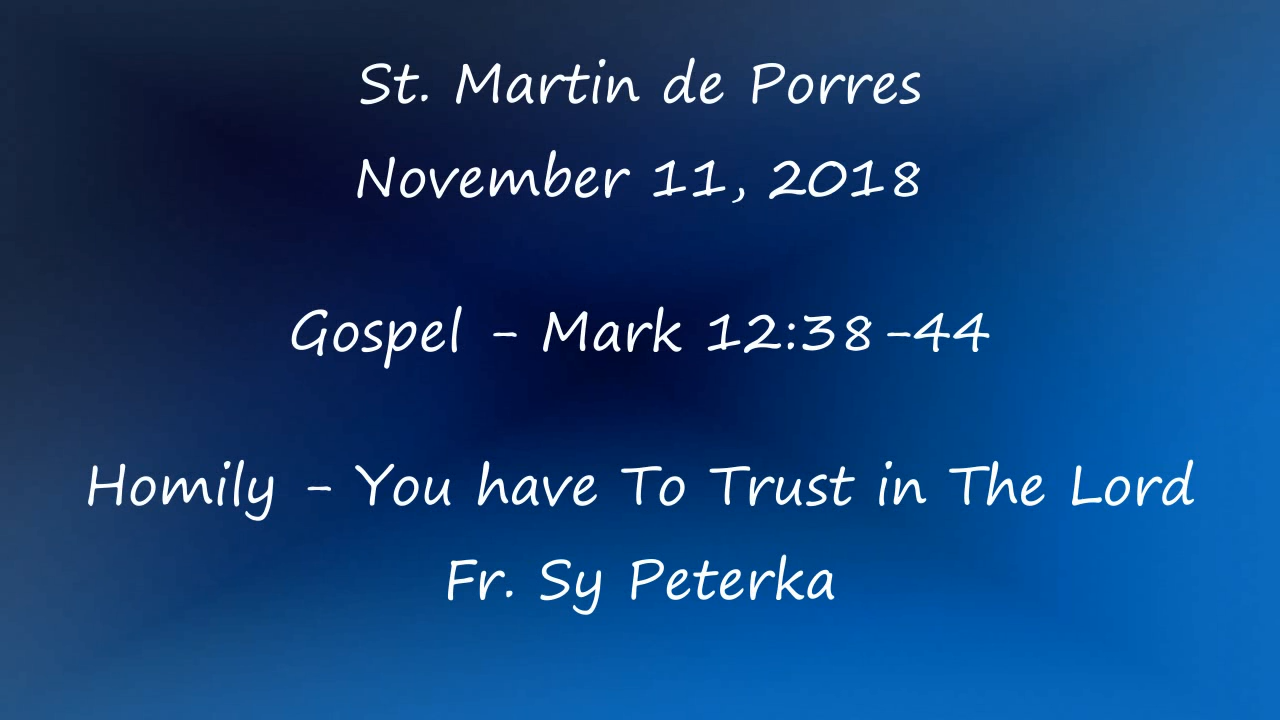 St. Martin de Porres
November 11, 2018
Gospel - Mark 12:38-44
Homily - You have To Trust in The Lord
Fr. Sy Peterka